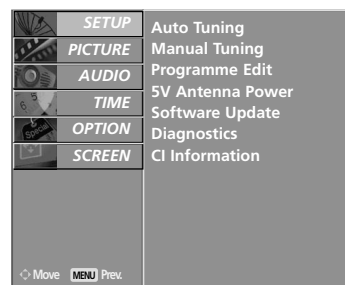 SETUP
PICTURE
AUDIO
TIME
OPTION
SCREEN
Auto Tuning
Manual Tuning
Programme Edit
5V Antenna Power
Software Update
Diagnostics
CI Information
Move MENU Prev.